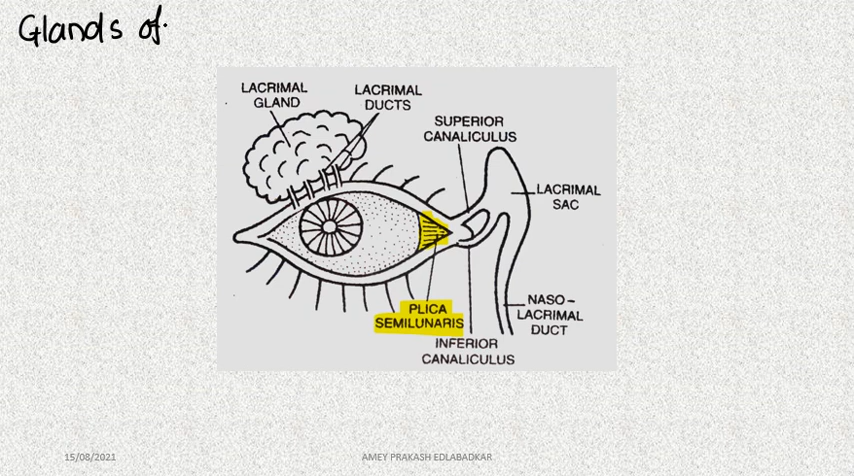 Glands of.
LACRIMAL
GLAND
LACRIMAL
DUCTS
SUPERIOR
CANALICULUS
LACRIMAL
SAC
PLICA
SEMILUNARIS
NASO-
LACRIMAL
DUCT
INFERIOR
CANALICULUS
15/08/2021
AMEY PRAKASH EDLABADKAR